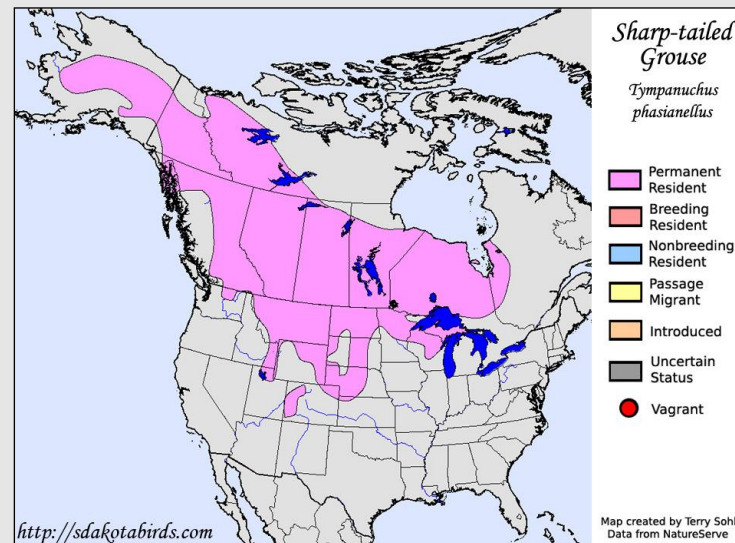 Sharp-tailed
Grouse
Tympanuchus
phasianellus
Permanent
Resident
Breeding
Resident
Nonbreeding
Resident
Passage
Migrant
Introduced
Uncertain
Status
Vagrant
http://sdakotabirds.com
Map created by Terry Sohl
Data from NatureServe